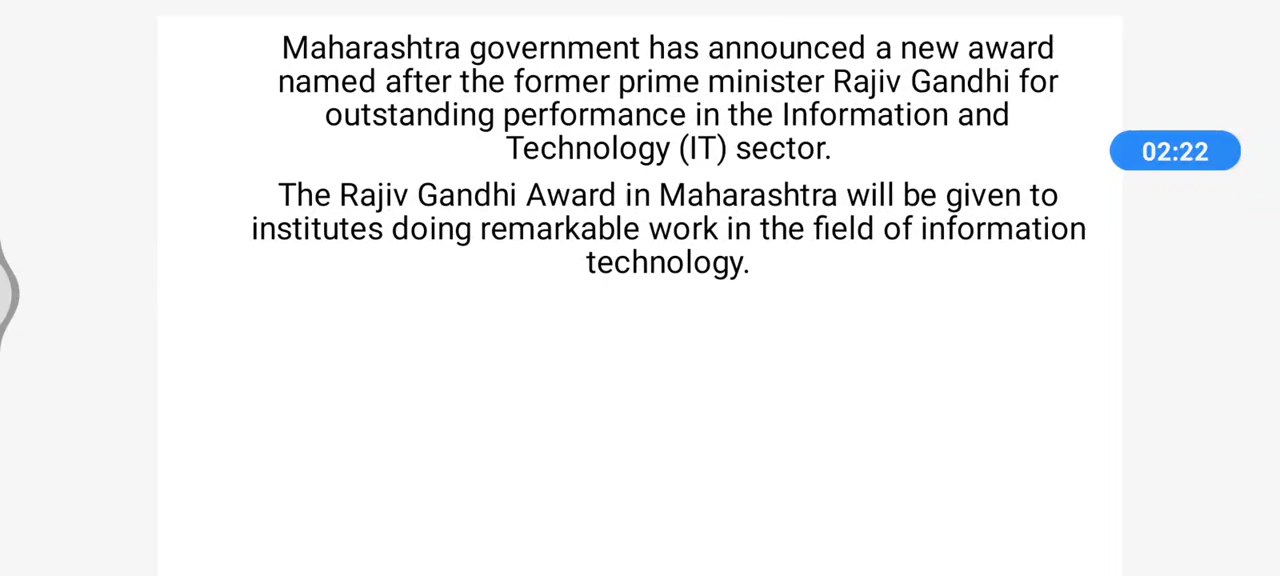 Maharashtra government has announced a new award
named after the former prime minister Rajiv Gandhi for
outstanding performance in the Information and
Technology (IT) sector.
02:22
The Rajiv Gandhi Award in Maharashtra will be given to
institutes doing remarkable work in the field of information
technology.